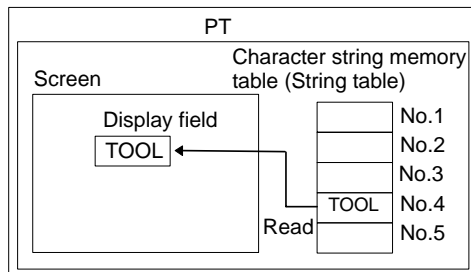 PT
Character string memory
table (String table)
Screen
Display field
TOOL
No.1
No.2
No.3
TOOL No.4
Read No.5